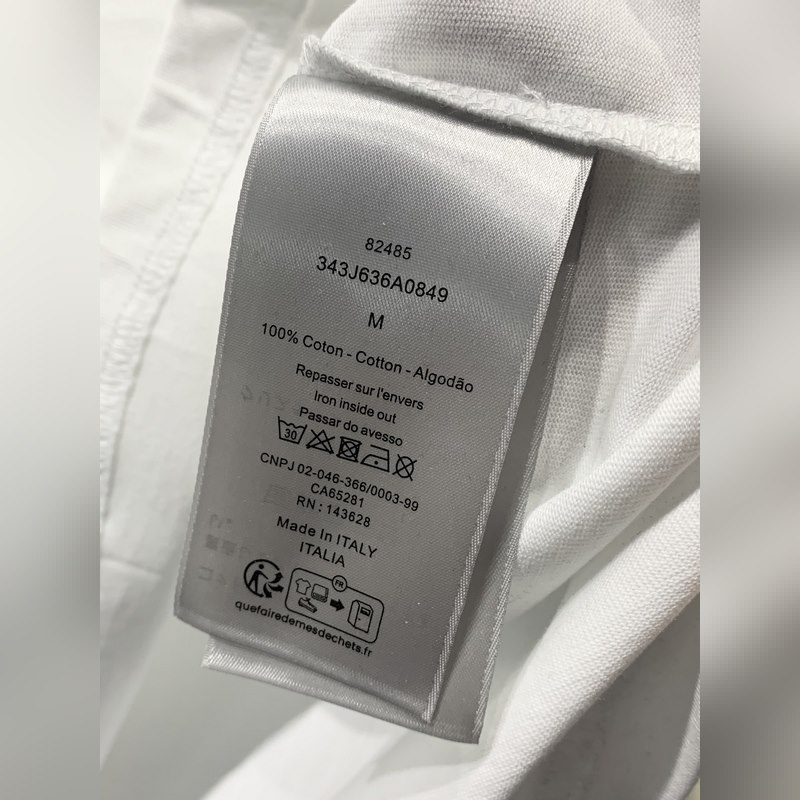 82485
343J636A0849
M
100% Coton - Cotton - Algodão
Repasser sur l'envers
Iron inside out
Passar do avesso
30
CNPJ 02-046-366/0003-99
CA65281
RN : 143628
Made In ITALY
ITALIA
FR
quefairedemesdechets.fr